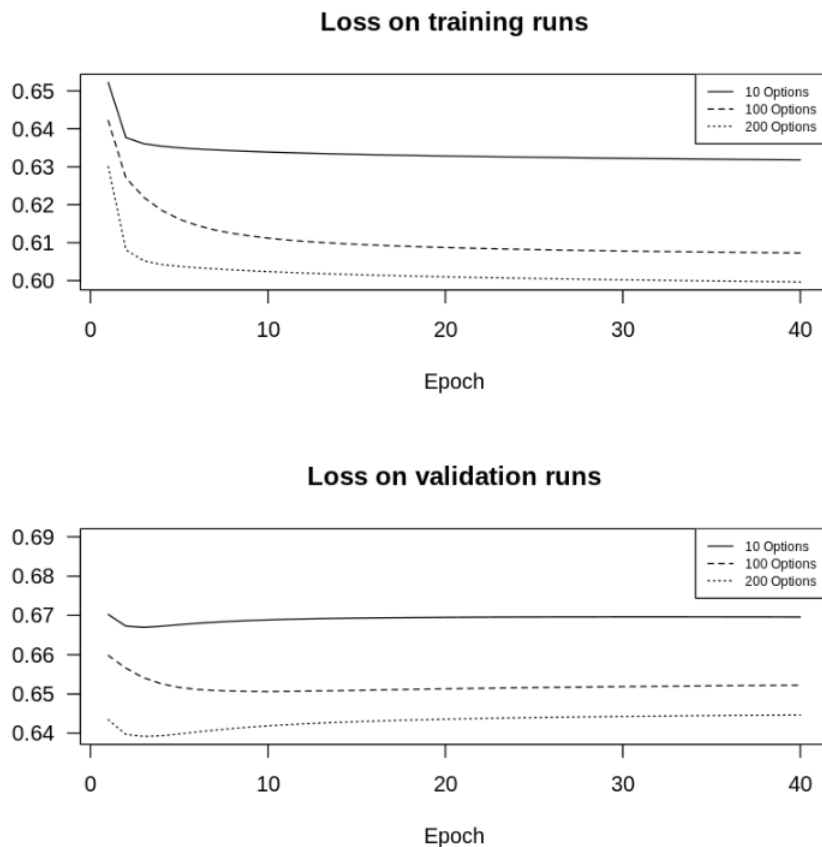 Loss on training runs
0.65
0.64
0.63
0.62
0.61
0.60
10 Options
100 Options
200 Options
0 10 20 30 40
Epoch
Loss on validation runs
0.69
0.68
0.67
0.66
0.65
0.64
10 Options
100 Options
200 Options
0 10 20 30 40
Epoch